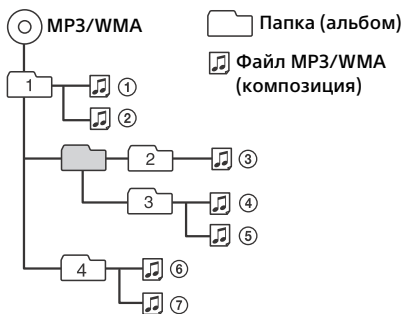 MP3/WMA
Папка (альбом)
Файл MP3/WMA
(композиция)
1
①
②
2
③
3
④
⑤
4
⑥
⑦